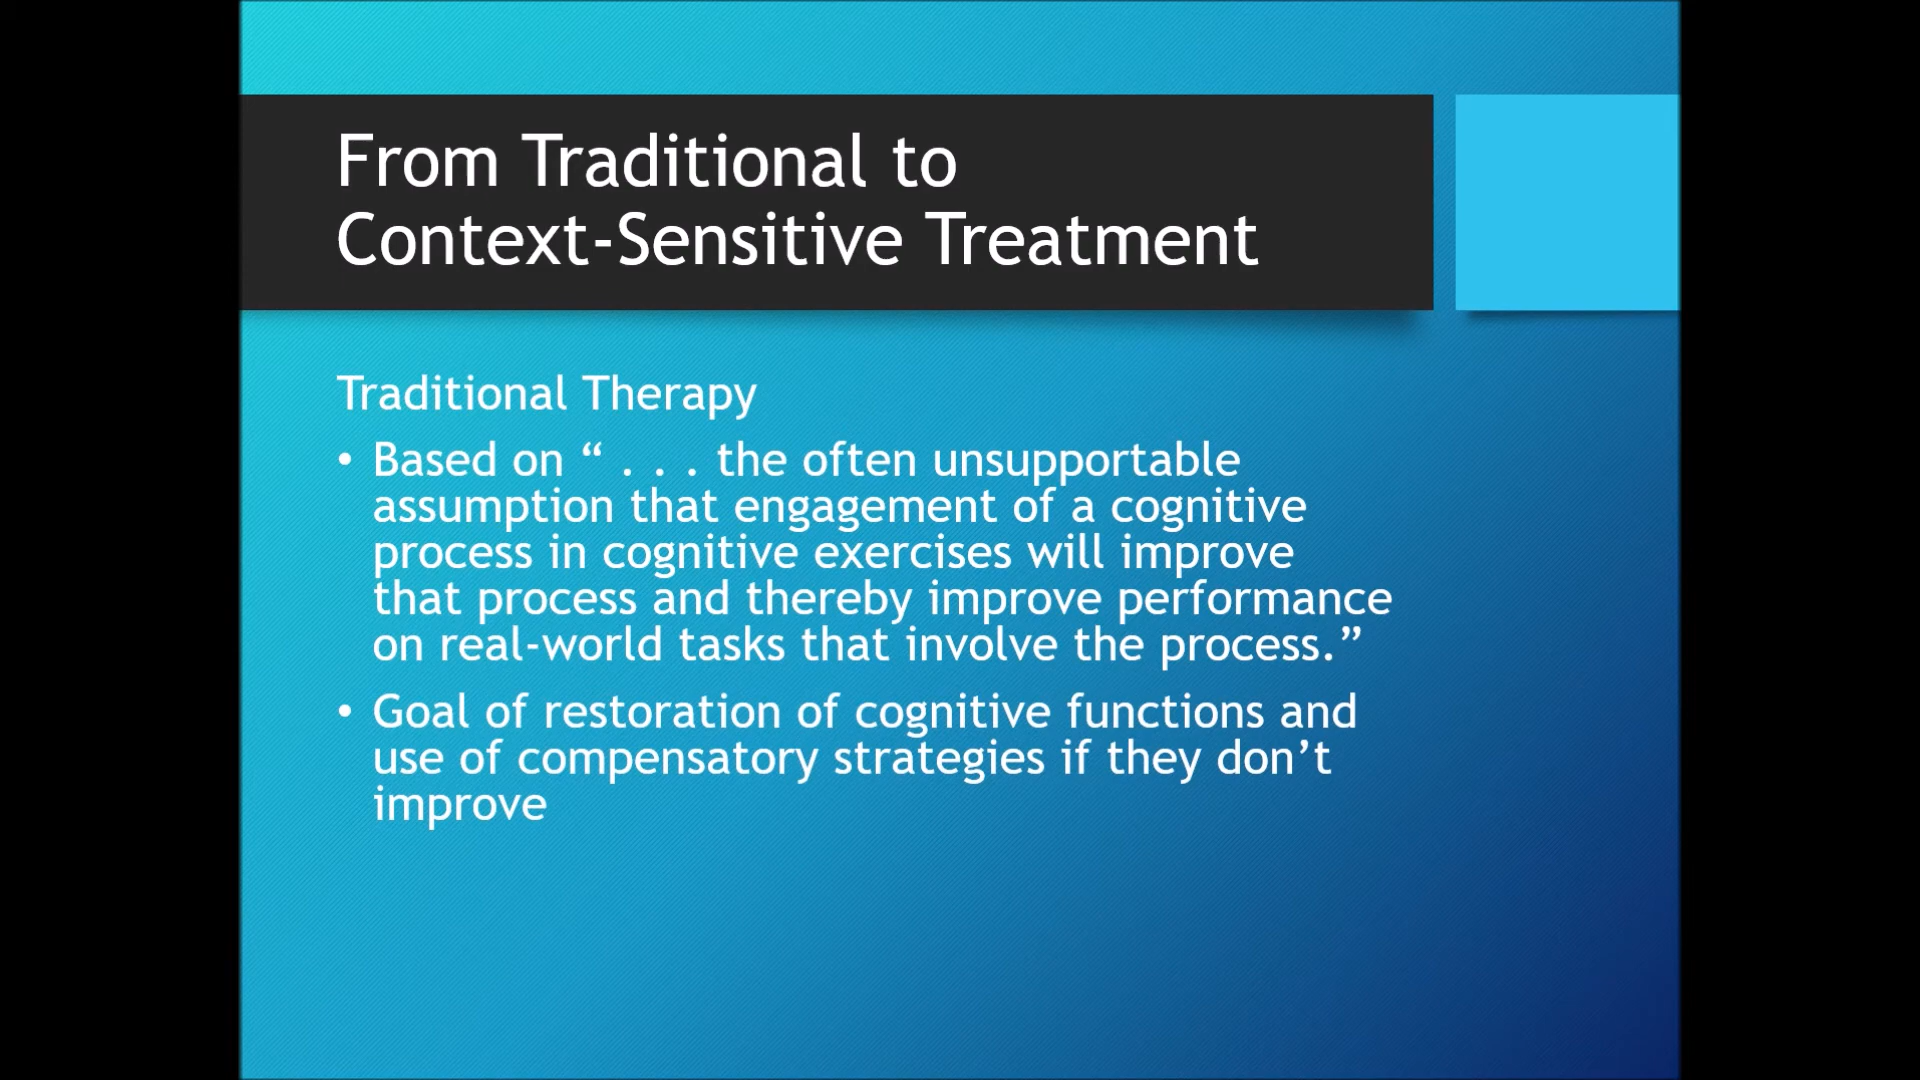 From Traditional to
Context-Sensitive Treatment
Traditional Therapy
• Based on “ . . . the often unsupportable
assumption that engagement of a cognitive
process in cognitive exercises will improve
that process and thereby improve performance
on real-world tasks that involve the process.”
• Goal of restoration of cognitive functions and
use of compensatory strategies if they don’t
improve